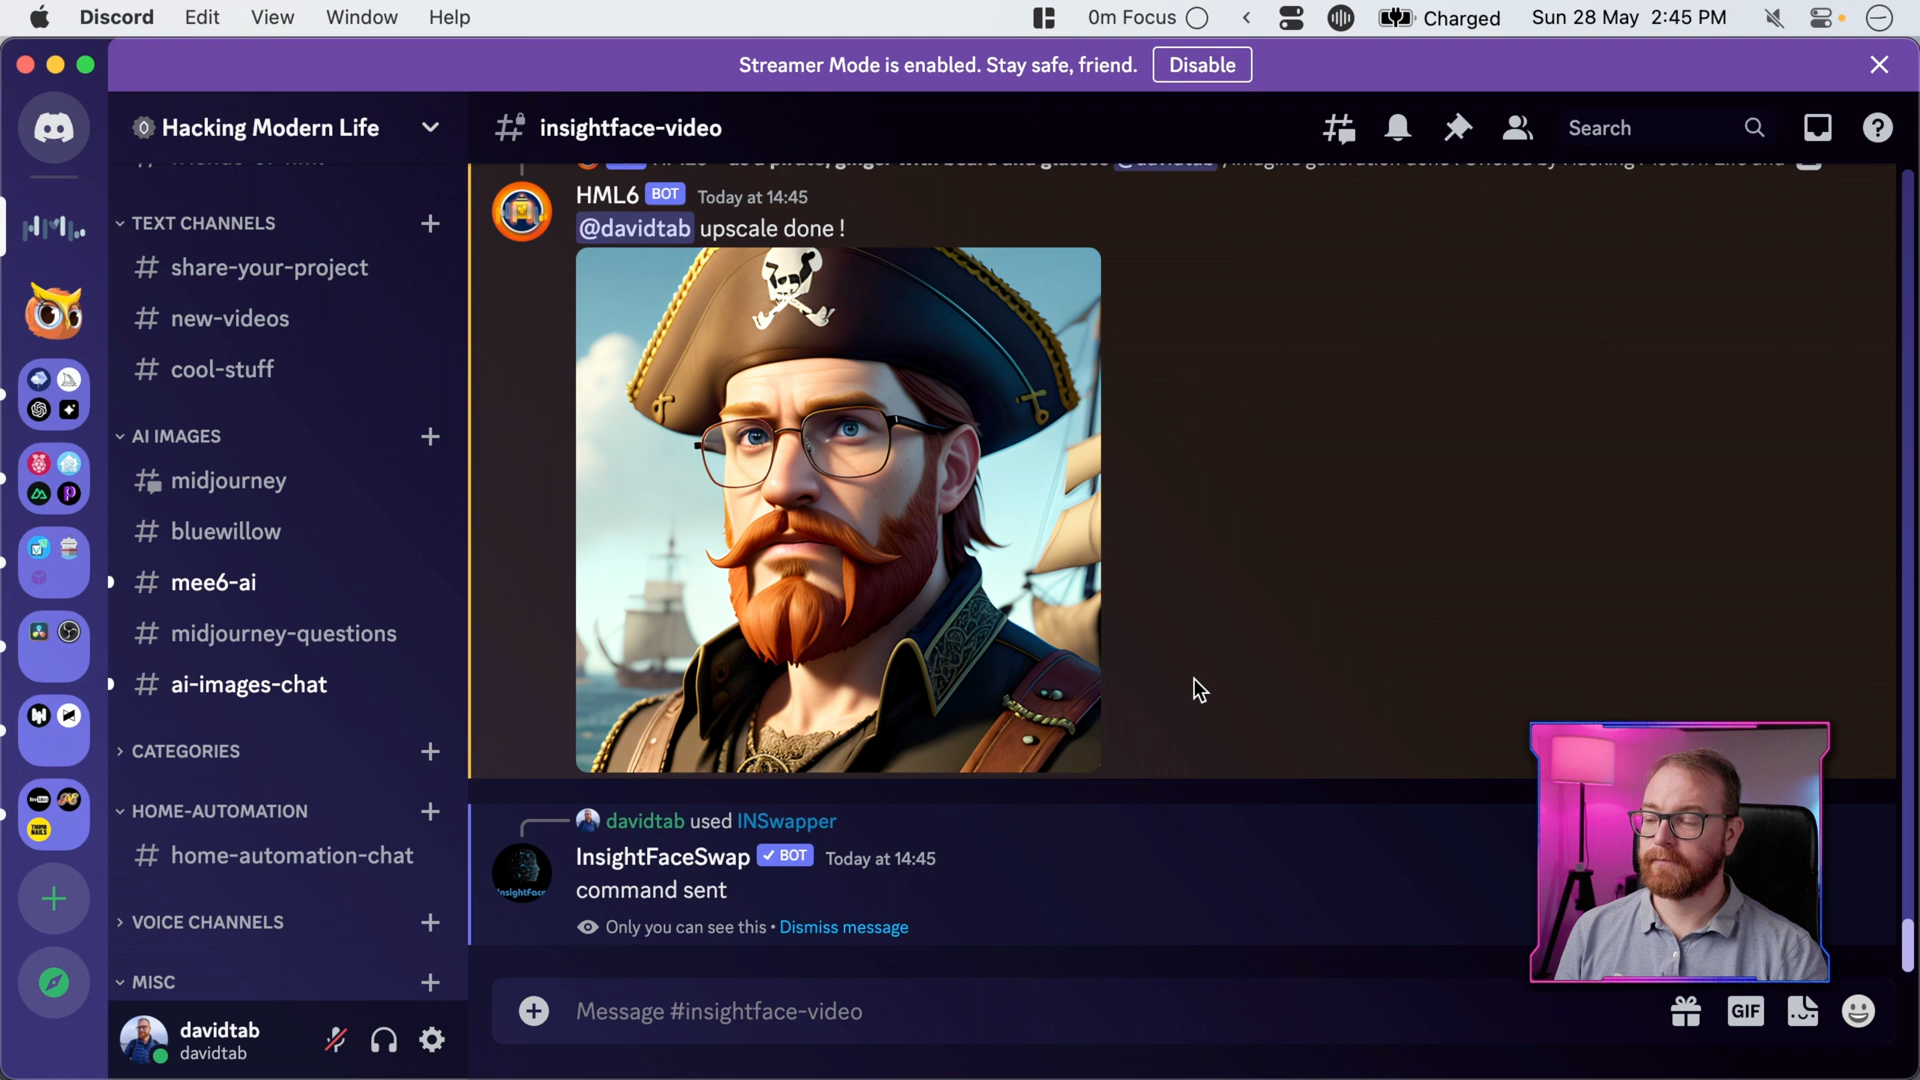 Discord Edit View Window Help 0m Focus Charged Sun 28 May 2:45 PM
Streamer Mode is enabled. Stay safe, friend. Disable
Hacking Modern Life
insightface-video
Search
TEXT CHANNELS
share-your-project
new-videos
cool-stuff
AI IMAGES
midjourney
bluewillow
mee6-ai
midjourney-questions
ai-images-chat
CATEGORIES
HOME-AUTOMATION
home-automation-chat
VOICE CHANNELS
MISC
davidtab
davidtab
HML6 BOT Today at 14:45
@davidtab upscale done !
davidtab used INSwapper
InsightFaceSwap BOT Today at 14:45
command sent
Only you can see this • Dismiss message
Message #insightface-video
GIF